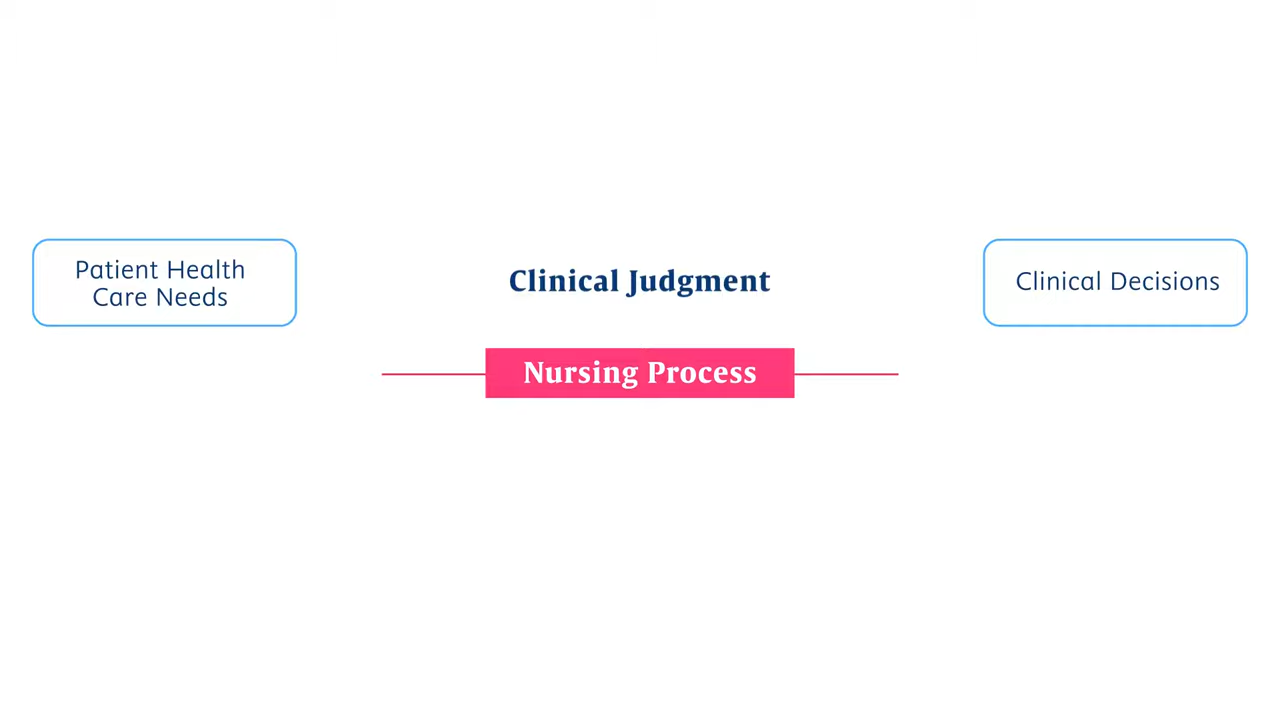 Patient Health
Care Needs
Clinical Judgment
Clinical Decisions
Nursing Process